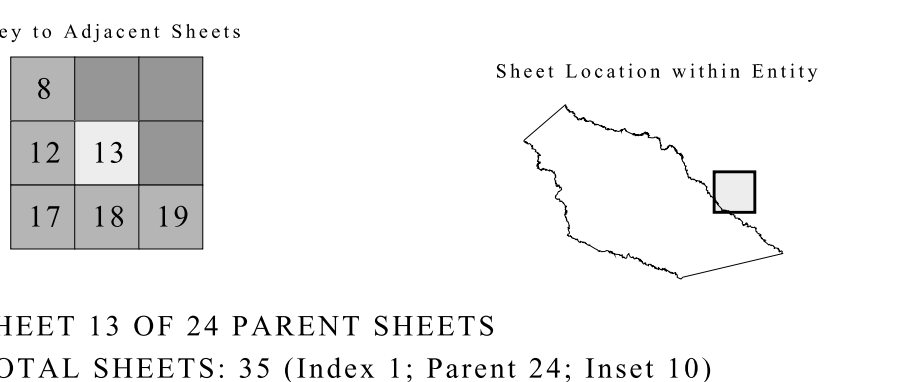 ey to Adjacent Sheets
Sheet Location within Entity
8
12 13
17 18 19
HEET 13 OF 24 PARENT SHEETS
OTAL SHEETS: 35 (Index 1; Parent 24; Inset 10)